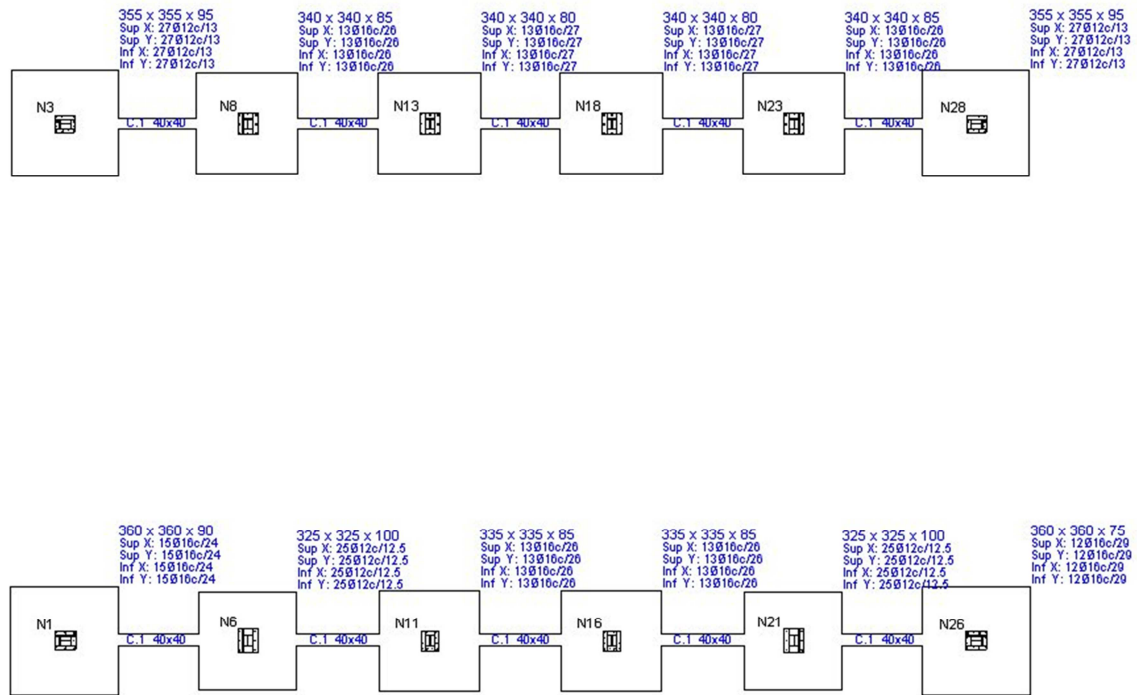 355 x 355 x 95
Sup X: 27Ø12c/13
Sup Y: 27Ø12c/13
Inf X: 27Ø12c/13
Inf Y: 27Ø12c/13
340 x 340 x 85
Sup X: 13Ø16c/26
Sup Y: 13Ø16c/26
Inf X: 13Ø16c/26
Inf Y: 13Ø16c/26
340 x 340 x 80
Sup X: 13Ø16c/27
Sup Y: 13Ø16c/27
Inf X: 13Ø16c/27
Inf Y: 13Ø16c/27
340 x 340 x 80
Sup X: 13Ø16c/27
Sup Y: 13Ø16c/27
Inf X: 13Ø16c/27
Inf Y: 13Ø16c/27
340 x 340 x 85
Sup X: 13Ø16c/26
Sup Y: 13Ø16c/26
Inf X: 13Ø16c/26
Inf Y: 13Ø16c/26
355 x 355 x 95
Sup X: 27Ø12c/13
Sup Y: 27Ø12c/13
Inf X: 27Ø12c/13
Inf Y: 27Ø12c/13
N3
N8
N13
N18
N23
N28
C.1 40x40
C.1 40x40
C.1 40x40
C.1 40x40
C.1 40x40
360 x 360 x 90
Sup X: 15Ø16c/24
Sup Y: 15Ø16c/24
Inf X: 15Ø16c/24
Inf Y: 15Ø16c/24
325 x 325 x 100
Sup X: 25Ø12c/12.5
Sup Y: 25Ø12c/12.5
Inf X: 25Ø12c/12.5
Inf Y: 25Ø12c/12.5
335 x 335 x 85
Sup X: 13Ø16c/26
Sup Y: 13Ø16c/26
Inf X: 13Ø16c/26
Inf Y: 13Ø16c/26
335 x 335 x 85
Sup X: 13Ø16c/26
Sup Y: 13Ø16c/26
Inf X: 13Ø16c/26
Inf Y: 13Ø16c/26
325 x 325 x 100
Sup X: 25Ø12c/12.5
Sup Y: 25Ø12c/12.5
Inf X: 25Ø12c/12.5
Inf Y: 25Ø12c/12.5
360 x 360 x 75
Sup X: 12Ø16c/29
Sup Y: 12Ø16c/29
Inf X: 12Ø16c/29
Inf Y: 12Ø16c/29
N1
N6
N11
N16
N21
N26
C.1 40x40
C.1 40x40
C.1 40x40
C.1 40x40
C.1 40x40